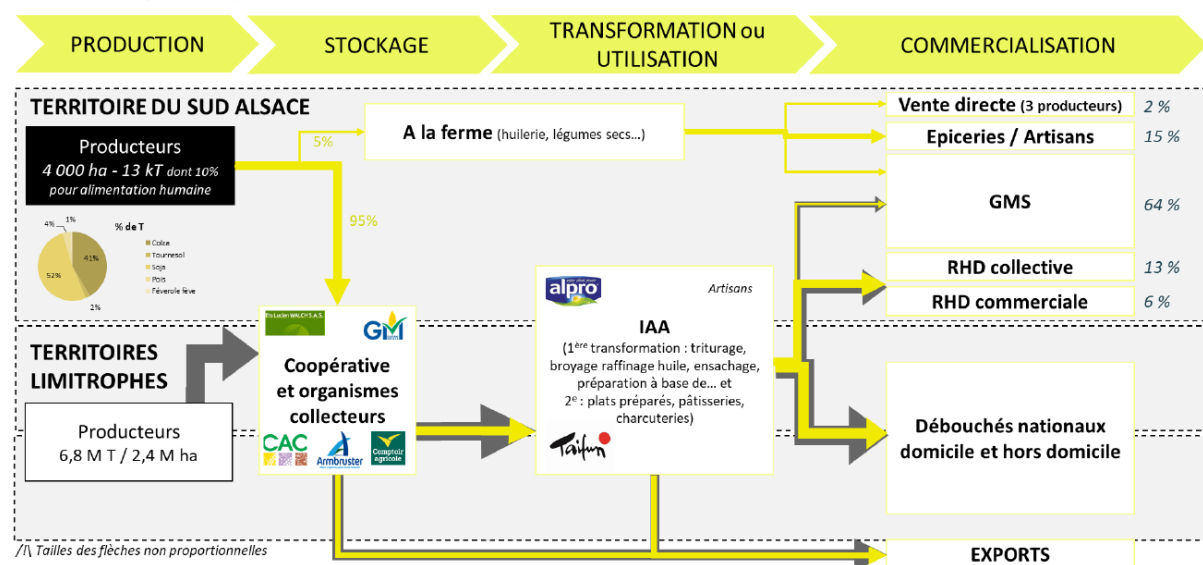 PRODUCTION
STOCKAGE
TRANSFORMATION ou
UTILISATION
COMMERCIALISATION
TERRITOIRE DU SUD ALSACE
Producteurs
4 000 ha - 13 kT dont 10%
pour alimentation humaine
5%
95%
A la ferme (huilerie, légumes secs...)
Vente directe (3 producteurs)
2 %
Epiceries / Artisans
15 %
GMS
64 %
RHD collective
13 %
RHD commerciale
6 %
% de T
4%
1%
41%
52%
2%
Colza
Tournesol
Soja
Pois
Féverole fève
TERRITOIRES
LIMITROPHES
Producteurs
6,8 M T / 2,4 M ha
Ets Lucien WALCH S.A.S.
GM
Coopérative
et organismes
collecteurs
CAC
Armbruster
Comptoir
agricole
alpro
Artisans
IAA
(1ère transformation : triturage,
broyage raffinage huile, ensachage,
préparation à base de... et
2e : plats préparés, pâtisseries,
charcuteries)
Taifun
Débouchés nationaux
domicile et hors domicile
EXPORTS
/!\ Tailles des flèches non proportionnelles